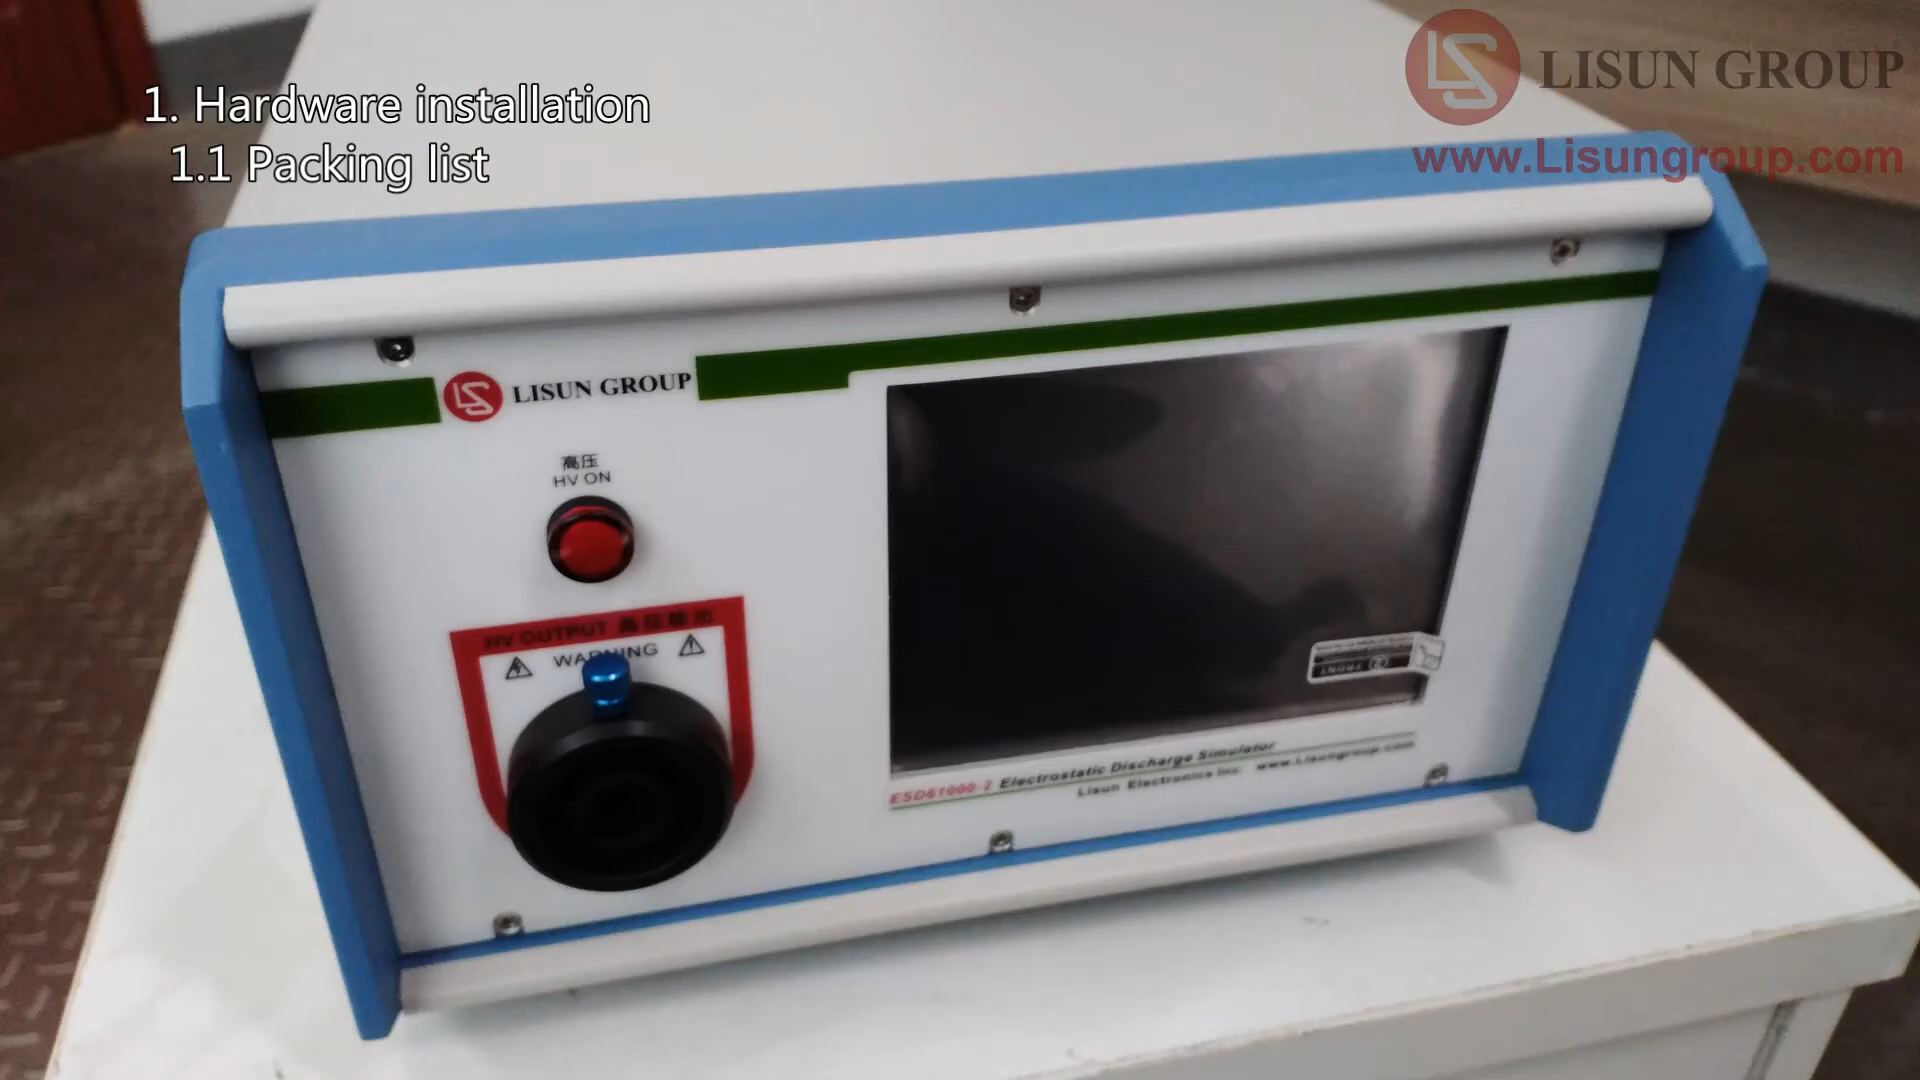 1. Hardware installation
1.1 Packing list
LISUN GROUP
www.Lisungroup.com
LISUN GROUP
高压
HV ON
HV OUTPUT 高压输出
WARNING
ESD61000-2 Electrostatic Discharge Simulator
Lisun Electronics Inc. www.Lisungroup.com